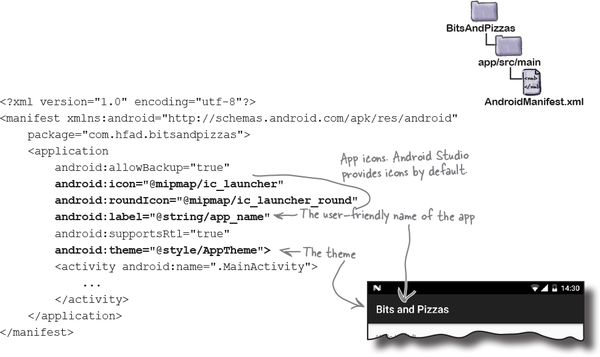 BitsAndPizzas
app/src/main
AndroidManifest.xml
<?xml version="1.0" encoding="utf-8"?>
<manifest xmlns:android="http://schemas.android.com/apk/res/android"
package="com.hfad.bitsandpizzas">
<application
android:allowBackup="true"
android:icon="@mipmap/ic_launcher"
android:roundIcon="@mipmap/ic_launcher_round"
android:label="@string/app_name"
android:supportsRtl="true"
android:theme="@style/AppTheme">
<activity android:name=".MainActivity">
...
</activity>
</application>
</manifest>
App icons. Android Studio
provides icons by default.
The user-friendly name of the app
The theme
14:30
Bits and Pizzas